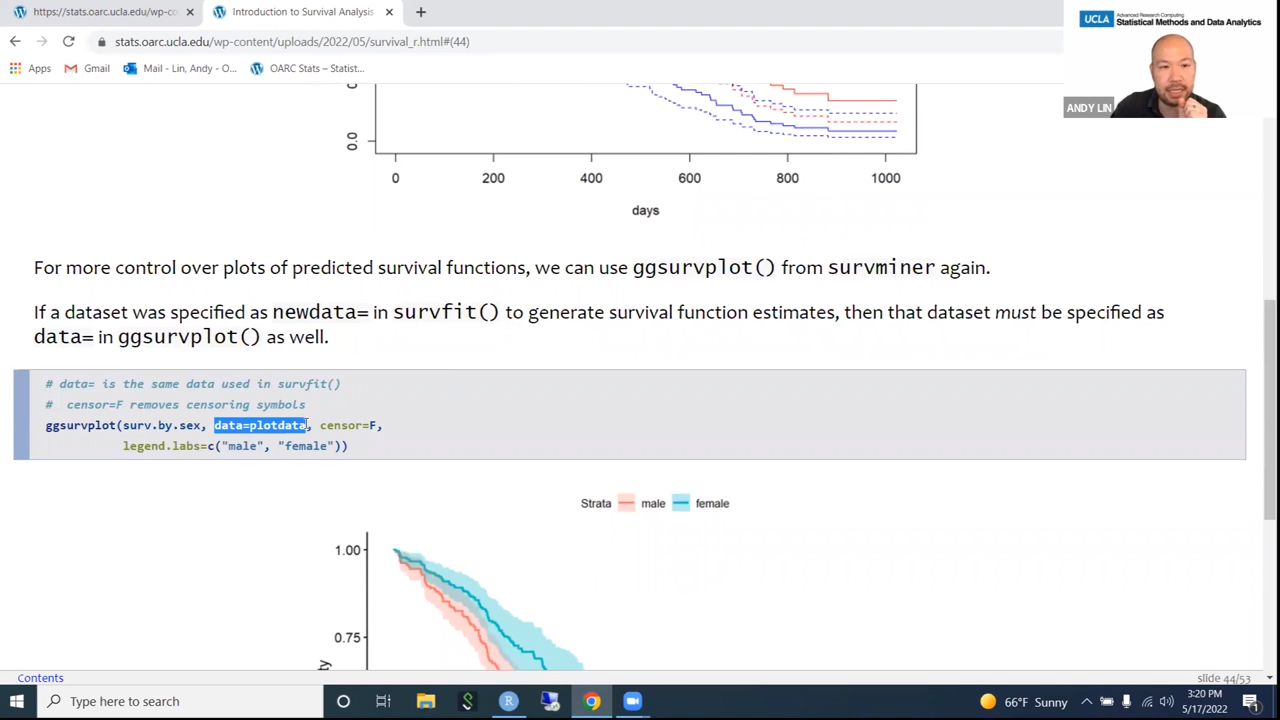 https://stats.oarc.ucla.edu/wp-co
Introduction to Survival Analysis
stats.oarc.ucla.edu/wp-content/uploads/2022/05/survival_r.html#(44)
Apps
Gmail
Mail - Lin, Andy - O...
OARC Stats – Statist...
UCLA
Advanced Research Computing
Statistical Methods and Data Analytics
ANDY LIN
0.0
0
200
400
600
800
1000
days
For more control over plots of predicted survival functions, we can use ggsurvplot() from survminer again.
If a dataset was specified as newdata= in survfit() to generate survival function estimates, then that dataset must be specified as
data= in ggsurvplot() as well.
# data= is the same data used in survfit()
#  censor=F removes censoring symbols
ggsurvplot(surv.by.sex, data=plotdata, censor=F,
legend.labs=c("male", "female"))
Strata male female
1.00
0.75
Contents
slide 44/53
Type here to search
66°F Sunny
3:20 PM
5/17/2022